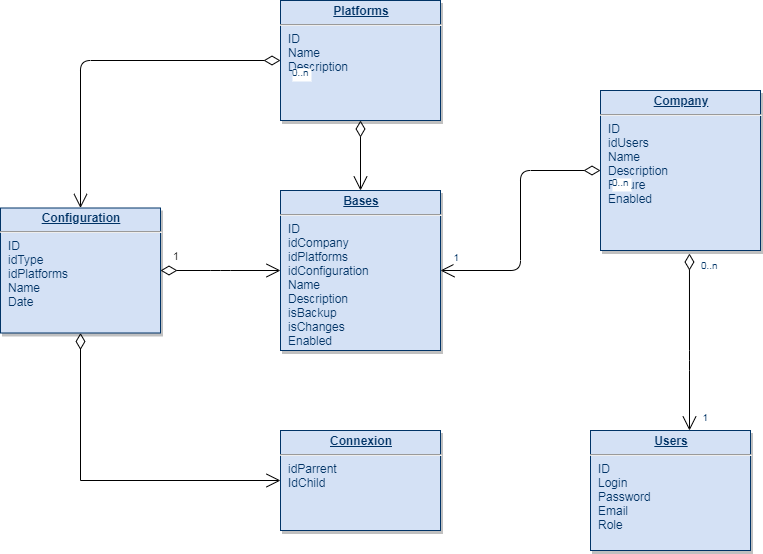 Platforms
ID
Name
Description
0..n
Company
ID
idUsers
Name
Description
0..n
Enabled
Configuration
ID
idType
idPlatforms
Name
Date
1
Bases
ID
idCompany
idPlatforms
idConfiguration
Name
Description
isBackup
isChanges
Enabled
1
0..n
1
Connexion
idParrent
IdChild
Users
ID
Login
Password
Email
Role